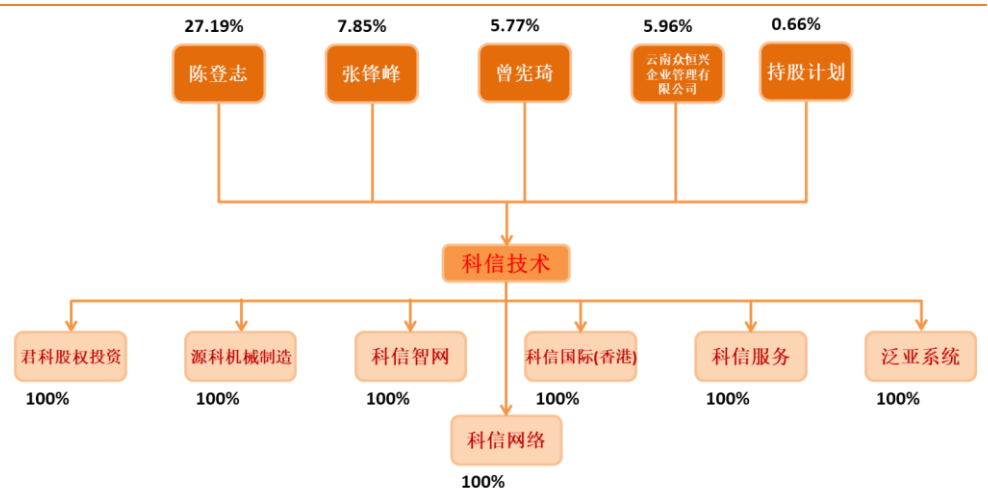 27.19%
7.85%
5.77%
5.96%
0.66%
陈登志
张锋峰
曾宪琦
云南众恒兴
企业管理有
限公司
持股计划
科信技术
君科股权投资
源科机械制造
科信智网
科信国际(香港)
科信服务
泛亚系统
100%
100%
100%
100%
100%
100%
科信网络
100%